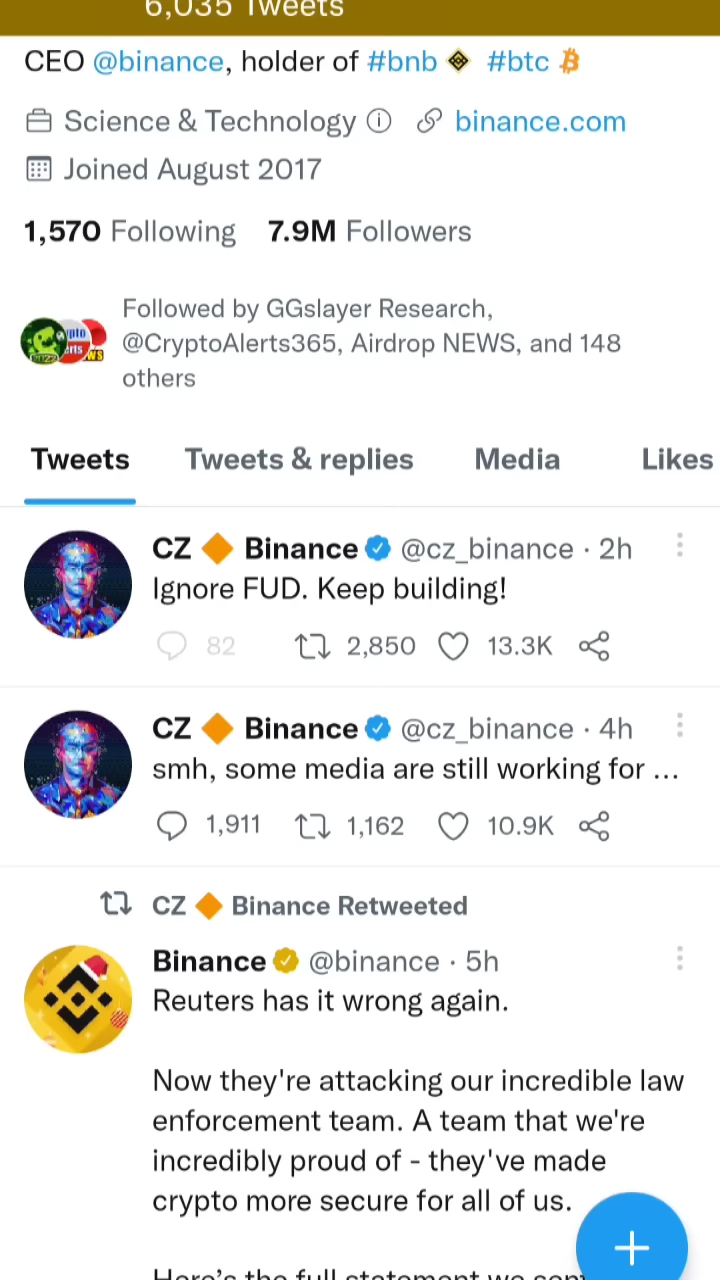 6,035 Tweets
CEO @binance, holder of #bnb #btc
Science & Technology binance.com
Joined August 2017
1,570 Following 7.9M Followers
Followed by GGslayer Research,
@CryptoAlerts365, Airdrop NEWS, and 148
others
Tweets Tweets & replies Media Likes
CZ 🔶 Binance @cz_binance · 2h
Ignore FUD. Keep building!
82 2,850 13.3K
CZ 🔶 Binance @cz_binance · 4h
smh, some media are still working for ...
1,911 1,162 10.9K
CZ 🔶 Binance Retweeted
Binance @binance · 5h
Reuters has it wrong again.
Now they're attacking our incredible law
enforcement team. A team that we're
incredibly proud of - they've made
crypto more secure for all of us.
Here's the full statement we sent